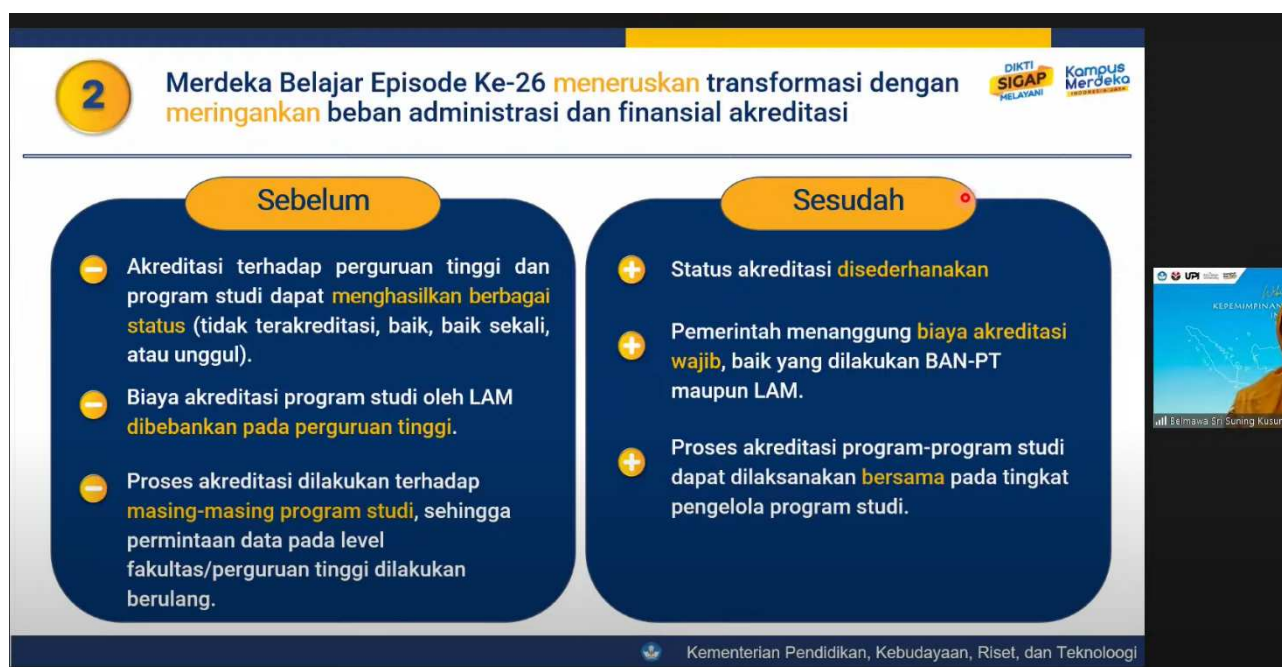 2
Merdeka Belajar Episode Ke-26 meneruskan transformasi dengan
meringankan beban administrasi dan finansial akreditasi
DIKTI
SIGAP
MELAYANI
Kampus
Merdeka
INDONESIA JAYA
Sebelum
Akreditasi terhadap perguruan tinggi dan
program studi dapat menghasilkan berbagai
status (tidak terakreditasi, baik, baik sekali,
atau unggul).
Biaya akreditasi program studi oleh LAM
dibebankan pada perguruan tinggi.
Proses akreditasi dilakukan terhadap
masing-masing program studi, sehingga
permintaan data pada level
fakultas/perguruan tinggi dilakukan
berulang.
Sesudah
Status akreditasi disederhanakan
Pemerintah menanggung biaya akreditasi
wajib, baik yang dilakukan BAN-PT
maupun LAM.
Proses akreditasi program-program studi
dapat dilaksanakan bersama pada tingkat
pengelola program studi.
UPI
KEPEMIMPINAN
Belmawa Sri Suning Kusum
Kementerian Pendidikan, Kebudayaan, Riset, dan Teknoloogi